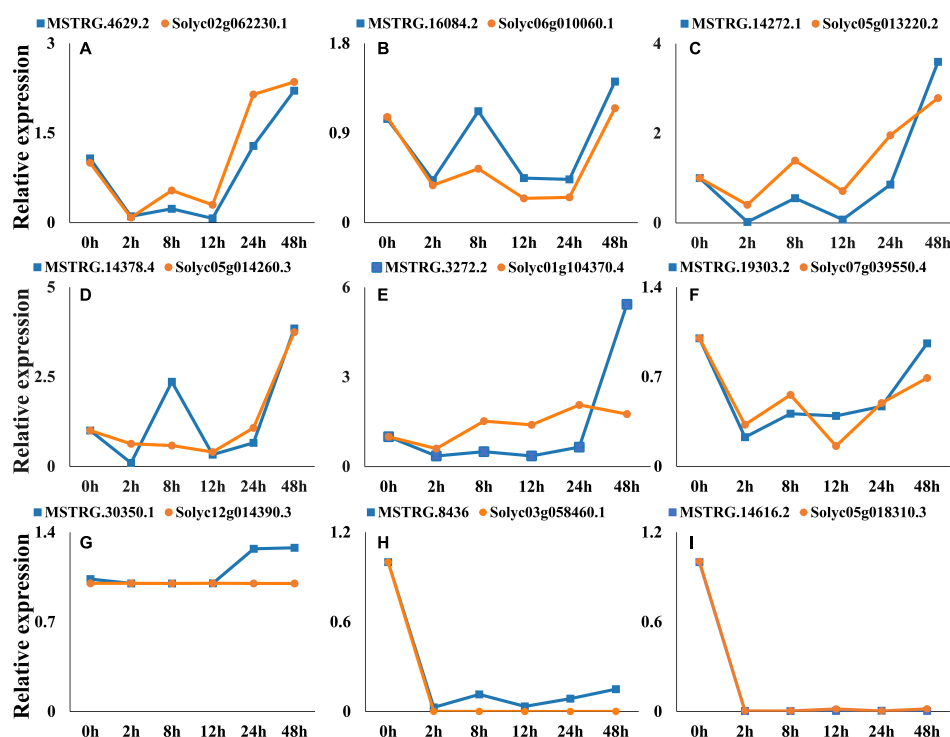 MSTRG.4629.2 Solyc02g062230.1 MSTRG.16084.2 Solyc06g010060.1 MSTRG.14272.1 Solyc05g013220.2
A B C
3 1.8 4
1.5 0.9 2
0 0 0
Relative expression
0h 2h 8h 12h 24h 48h 0h 2h 8h 12h 24h 48h 0h 2h 8h 12h 24h 48h
MSTRG.14378.4 Solyc05g014260.3 MSTRG.3272.2 Solyc01g104370.4 MSTRG.19303.2 Solyc07g039550.4
D E F
5 6 1.4
2.5 3 0.7
0 0 0
Relative expression
0h 2h 8h 12h 24h 48h 0h 2h 8h 12h 24h 48h 0h 2h 8h 12h 24h 48h
MSTRG.30350.1 Solyc12g014390.3 MSTRG.8436 Solyc03g058460.1 MSTRG.14616.2 Solyc05g018310.3
G H I
1.4 1.2 1.2
0.7 0.6 0.6
0 0 0
Relative expression
0h 2h 8h 12h 24h 48h 0h 2h 8h 12h 24h 48h 0h 2h 8h 12h 24h 48h